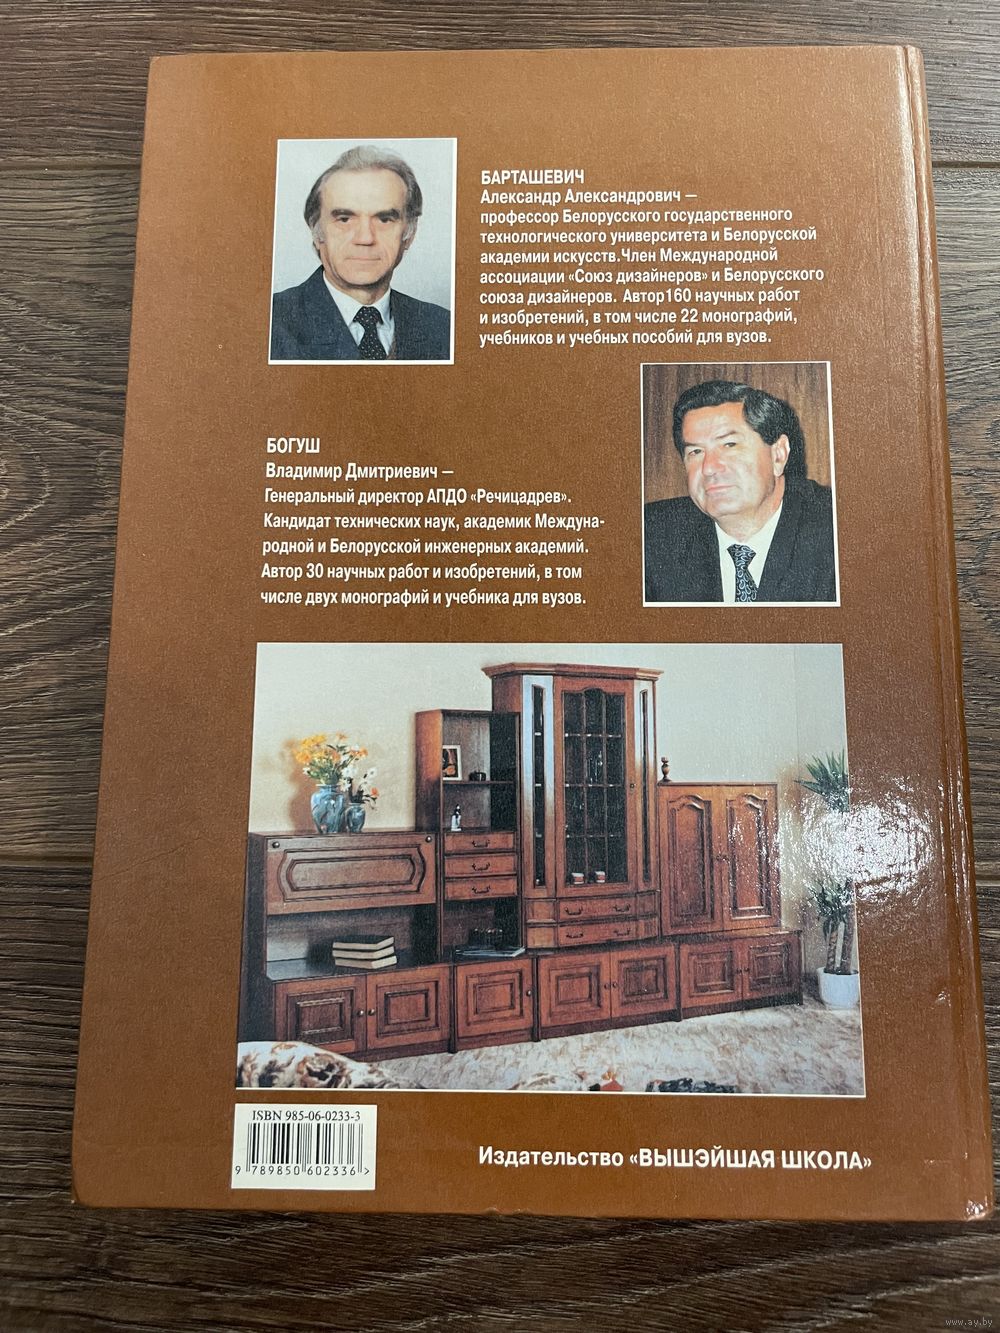 БАРТАШЕВИЧ
Александр Александрович —
профессор Белорусского государственного
технологического университета и Белорусской
академии искусств.Член Международной
ассоциации «Союз дизайнеров» и Белорусского
союза дизайнеров. Автор160 научных работ
и изобретений, в том числе 22 монографий,
учебников и учебных пособий для вузов.
БОГУШ
Владимир Дмитриевич —
Генеральный директор АПДО «Речицадрев».
Кандидат технических наук, академик Междуна-
родной и Белорусской инженерных академий.
Автор 30 научных работ и изобретений, в том
числе двух монографий и учебника для вузов.
ISBN 985-06-0233-3
9 789850 602336 >
Издательство «ВЫШЭЙШАЯ ШКОЛА»
www.ay.by